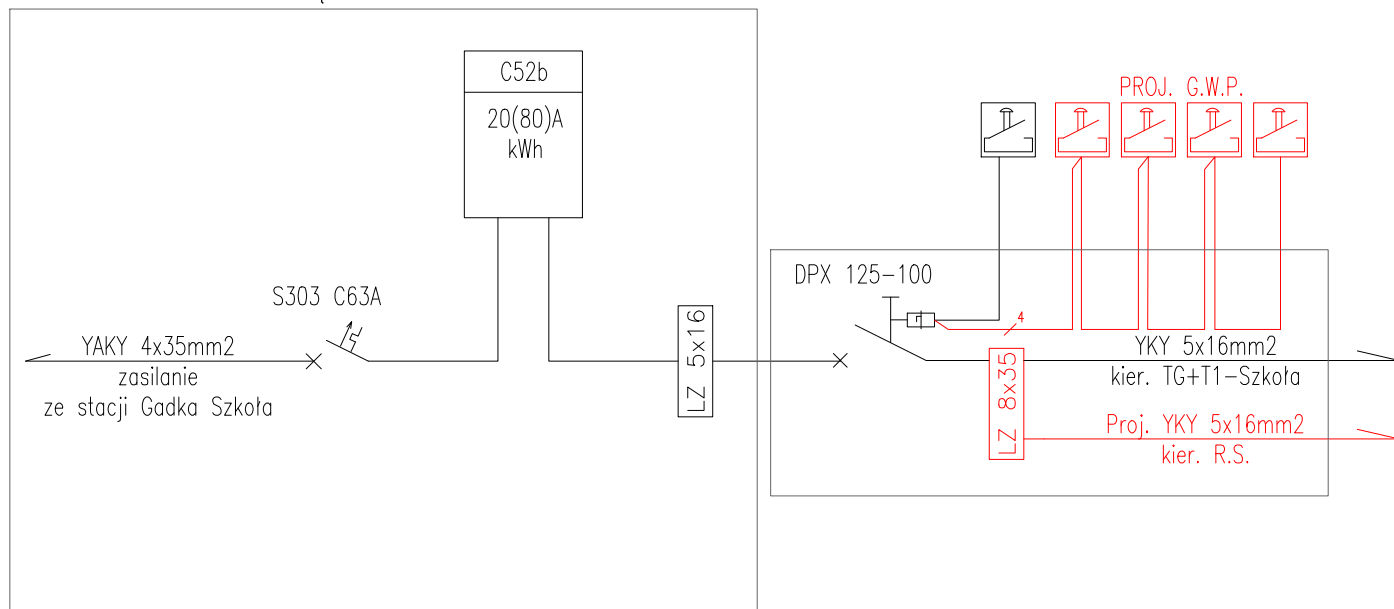 C52b
20(80)A
kWh
S303 C63A
YAKY 4x35mm2
zasilanie
ze stacji Gadka Szkoła
LZ 5x16
PROJ. G.W.P.
DPX 125-100
4
LZ 8x35
YKY 5x16mm2
kier. TG+T1-Szkoła
Proj. YKY 5x16mm2
kier. R.S.